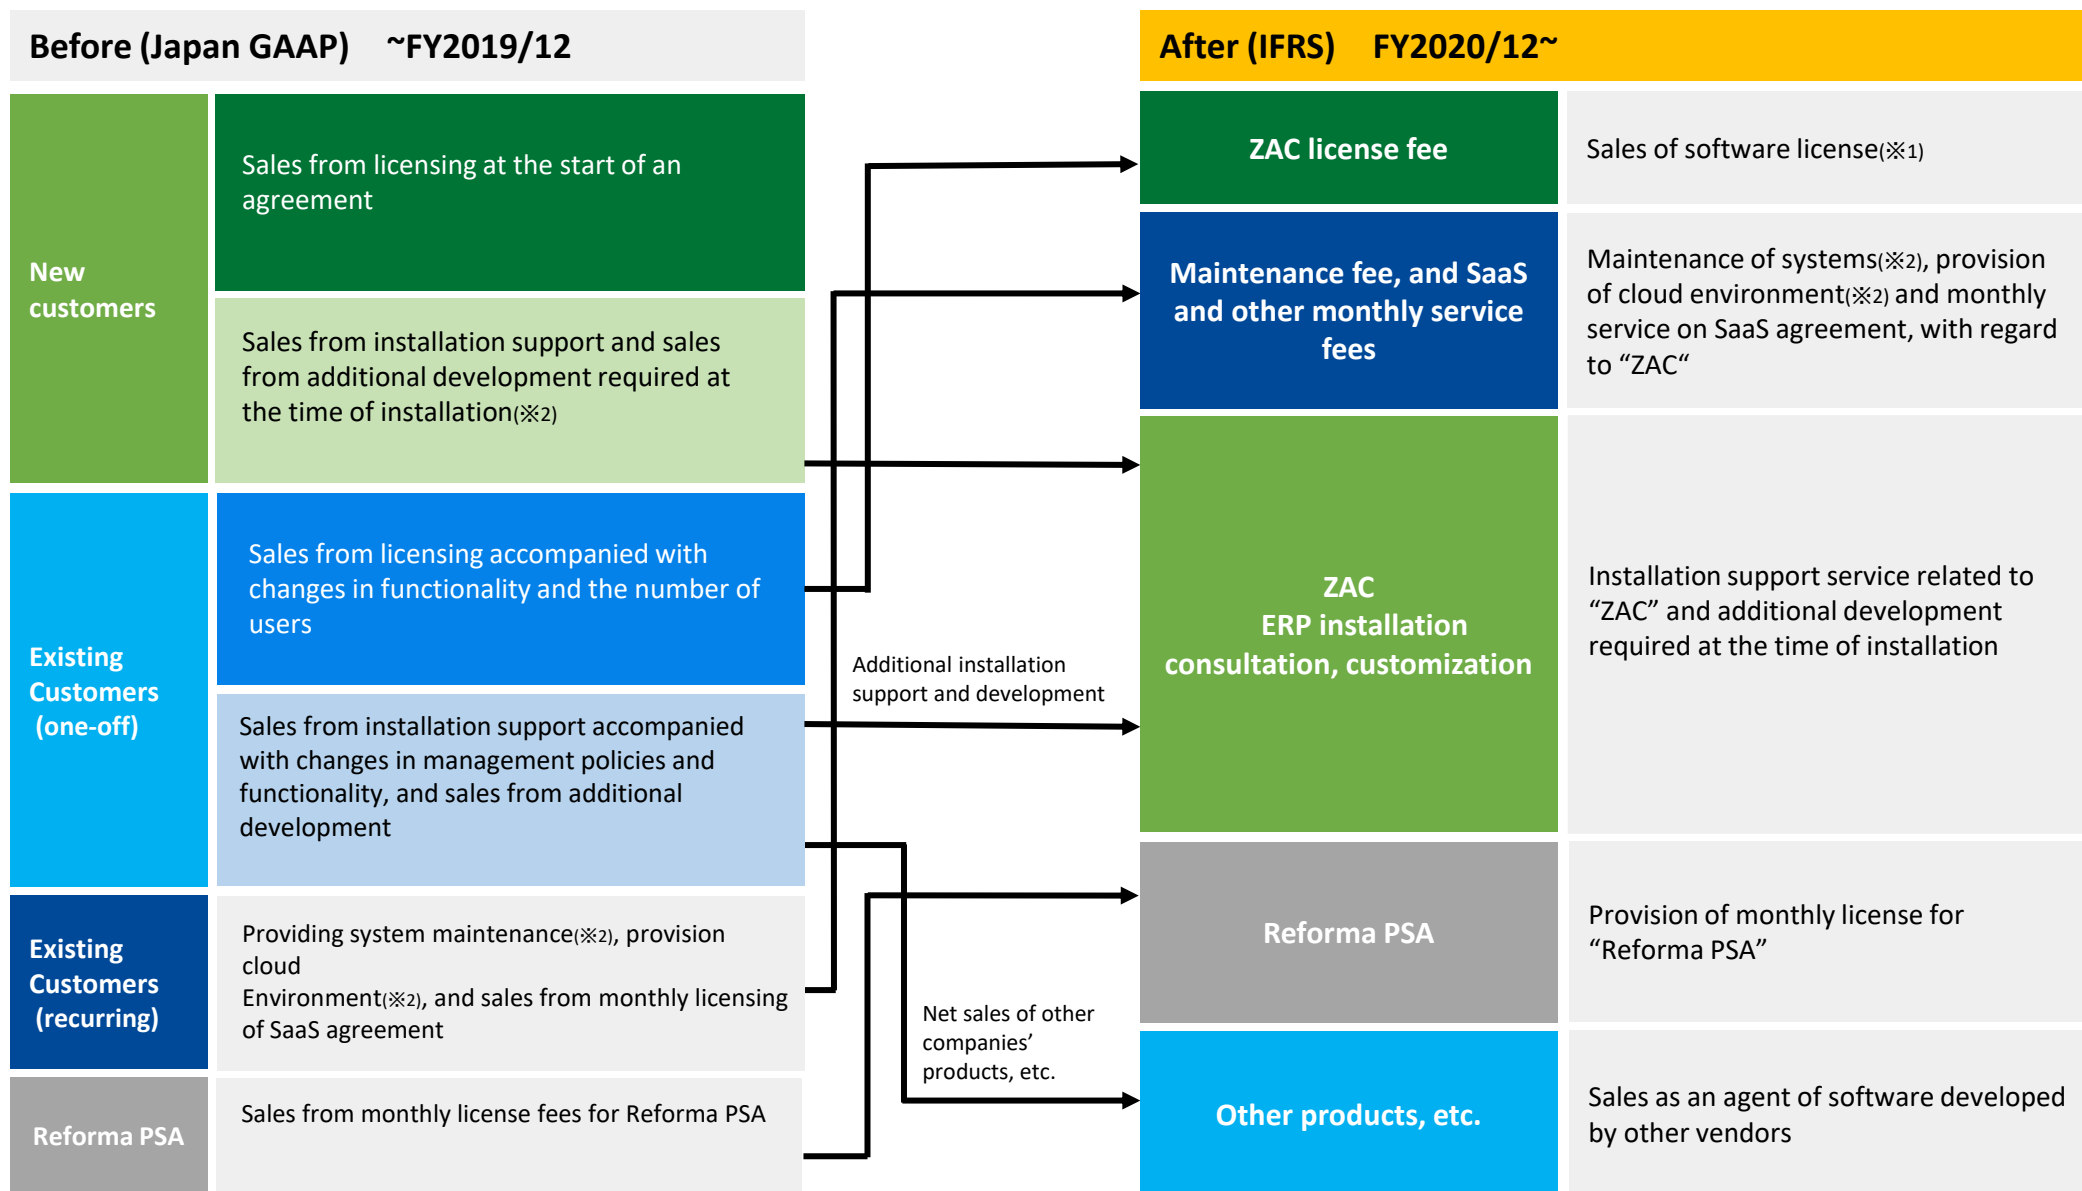 Before (Japan GAAP) ~FY2019/12
New
customers
Sales from licensing at the start of an
agreement
Sales from installation support and sales
from additional development required at
the time of installation(※2)
Existing
Customers
(one-off)
Sales from licensing accompanied with
changes in functionality and the number of
users
Sales from installation support accompanied
with changes in management policies and
functionality, and sales from additional
development
Existing
Customers
(recurring)
Providing system maintenance(※2), provision
cloud
Environment(※2), and sales from monthly licensing
of SaaS agreement
Reforma PSA
Sales from monthly license fees for Reforma PSA
Additional installation
support and development
Net sales of other
companies’
products, etc.
After (IFRS) FY2020/12~
ZAC license fee
Sales of software license(※1)
Maintenance fee, and SaaS
and other monthly service
fees
Maintenance of systems(※2), provision
of cloud environment(※2) and monthly
service on SaaS agreement, with regard
to “ZAC“
ZAC
ERP installation
consultation, customization
Installation support service related to
“ZAC” and additional development
required at the time of installation
Reforma PSA
Provision of monthly license for
“Reforma PSA”
Other products, etc.
Sales as an agent of software developed
by other vendors